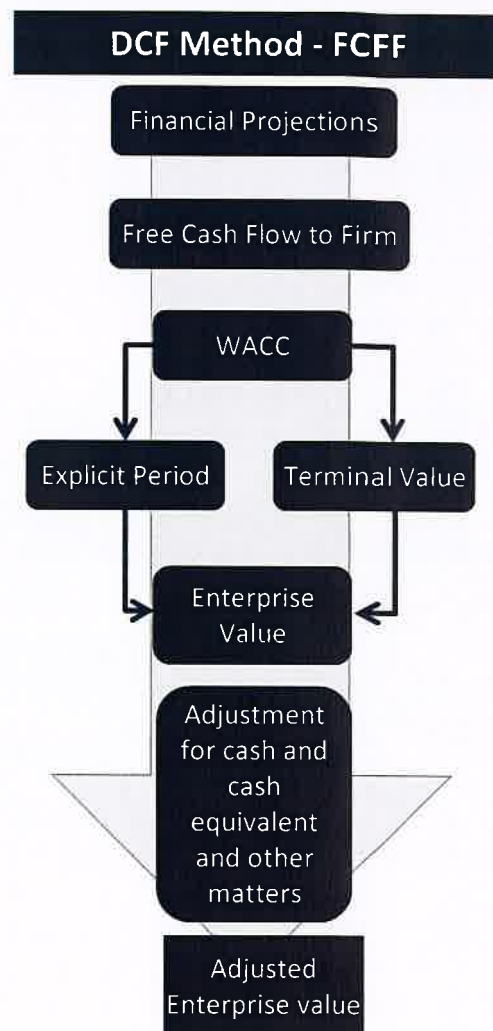 DCF Method - FCFF
Financial Projections
Free Cash Flow to Firm
WACC
Explicit Period
Terminal Value
Enterprise
Value
Adjustment
for cash and
cash
equivalent
and other
matters
Adjusted
Enterprise value